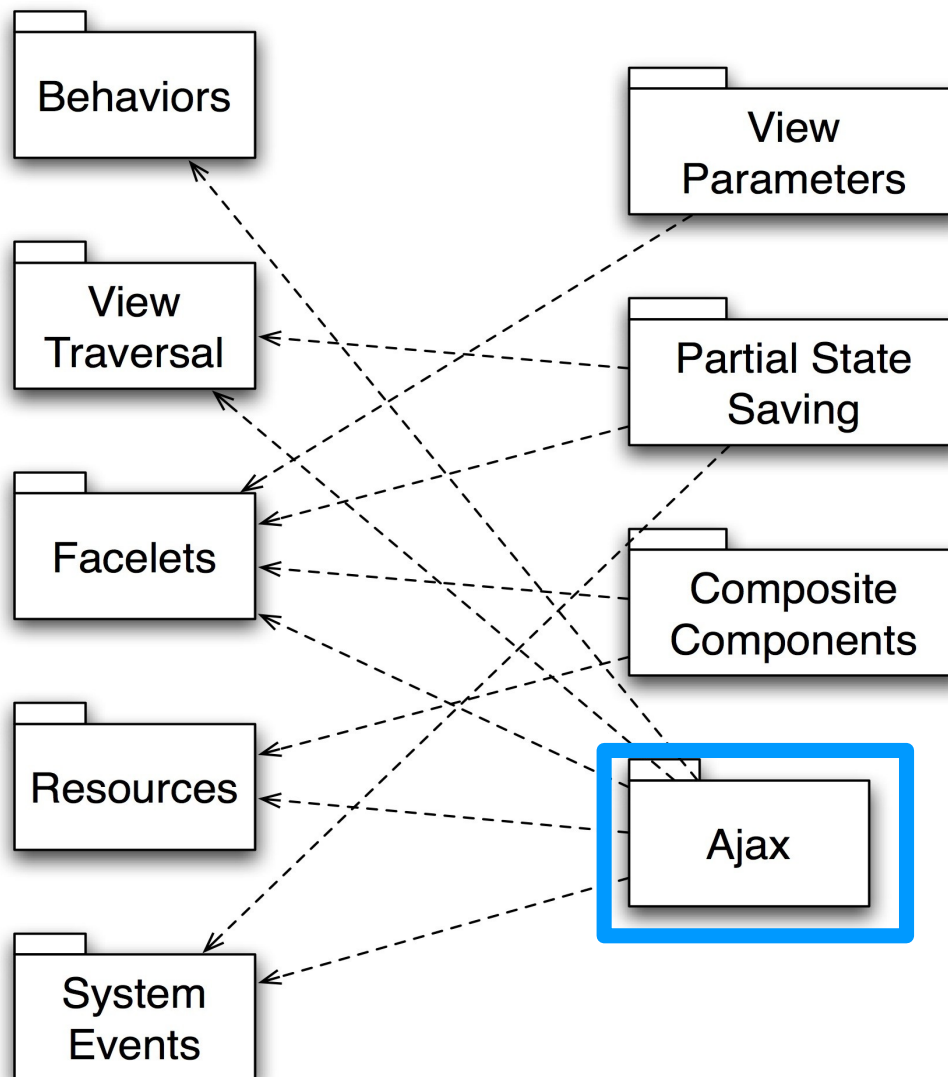 Behaviors
View
Traversal
Facelets
Resources
System
Events
View
Parameters
Partial State
Saving
Composite
Components
Ajax